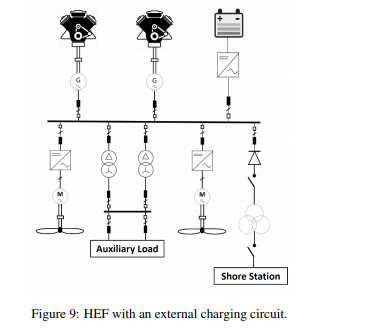 G
G
M
M
Auxiliary Load
Shore Station
Figure 9: HEF with an external charging circuit.